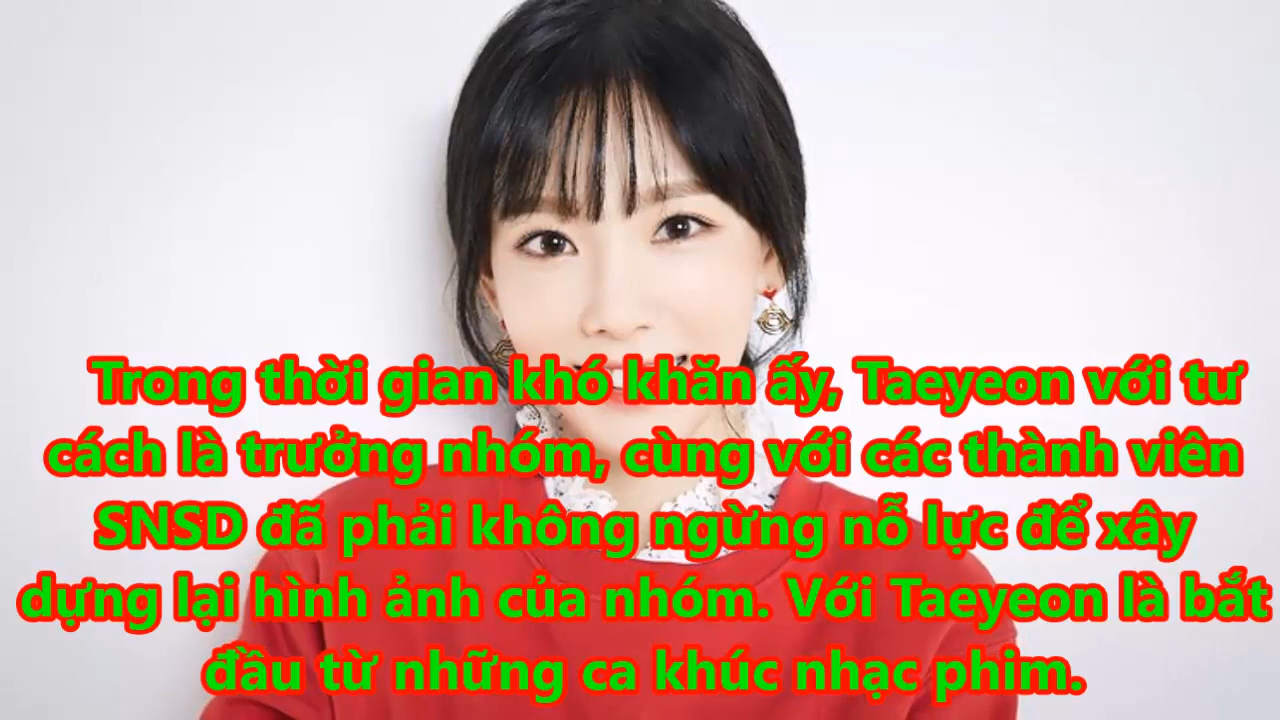 Trong thời gian khó khăn ấy, Taeyeon với tư
cách là trưởng nhóm, cùng với các thành viên
SNSD đã phải không ngừng nỗ lực để xây
dựng lại hình ảnh của nhóm. Với Taeyeon là bắt
đầu từ những ca khúc nhạc phim.